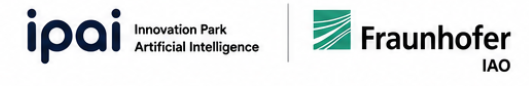 ipai
Innovation Park
Artificial Intelligence
Fraunhofer
IAO